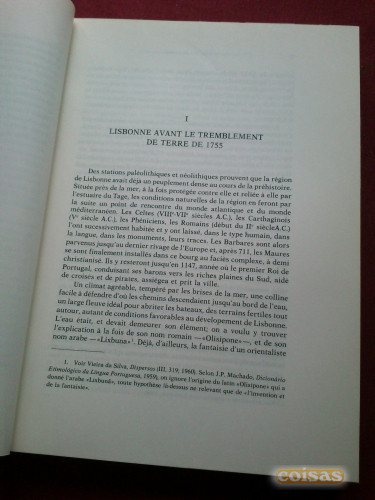 I
LISBONNE AVANT LE TREMBLEMENT
DE TERRE DE 1755
Des stations paléolithiques et néolithiques prouvent que la région
de Lisbonne avait déjà un peuplement dense au cours de la préhistoire.
Située près de la mer, à la fois protégée contre elle et reliée à elle par
l'estuaire du Tage, les conditions naturelles de la région en feront par
la suite un point de rencontre du monde atlantique et du monde
méditerranéen. Les Celtes (VIIIe-VIIe siècles A.C.), les Carthaginois
(Ve siècle A.C.), les Phéniciens, les Romains (début du IIe siècle A.C.)
l'ont successivement habitée et y ont laissé, dans le type humain, dans
la langue, dans les monuments, leurs traces. Les Barbares sont alors
parvenus jusqu'au dernier rivage de l'Europe et, après 711, les Maures
se sont finalement installés dans ce bourg au faciès complexe, à demi
christianisé. Ils y resteront jusqu'en 1147, année où le premier Roi de
Portugal, conduisant ses barons vers les riches plaines du Sud, aidé
de croisés et de pirates, assiégea et prit la ville.
Un climat agréable, tempéré par les brises de la mer, une colline
facile à défendre d'où les chemins descendaient jusqu'au bord de l'eau,
un large fleuve idéal pour abriter les bateaux, des terrains fertiles tout
autour, autant de conditions favorables au développement de Lisbonne.
L'eau était, et devait demeurer son élément; on a voulu y trouver
l'explication à la fois de son nom romain —«Olisipone»— et de son
nom arabe —«Lisbuna»¹. Déjà, d'ailleurs, la fantaisie d'un orientaliste
1. Voir Vieira da Silva, Dispersos (III, 319, 1960). Selon J.P. Machado, Dicionário
Etimológico da Língua Portuguesa, 1959), on ignore l'origine du latin «Olisipone» qui a
donné l'arabe «Lisbunâ», toute hypothèse là-dessus ne relevant que de «l'invention et
de la fantaisie».
coisas